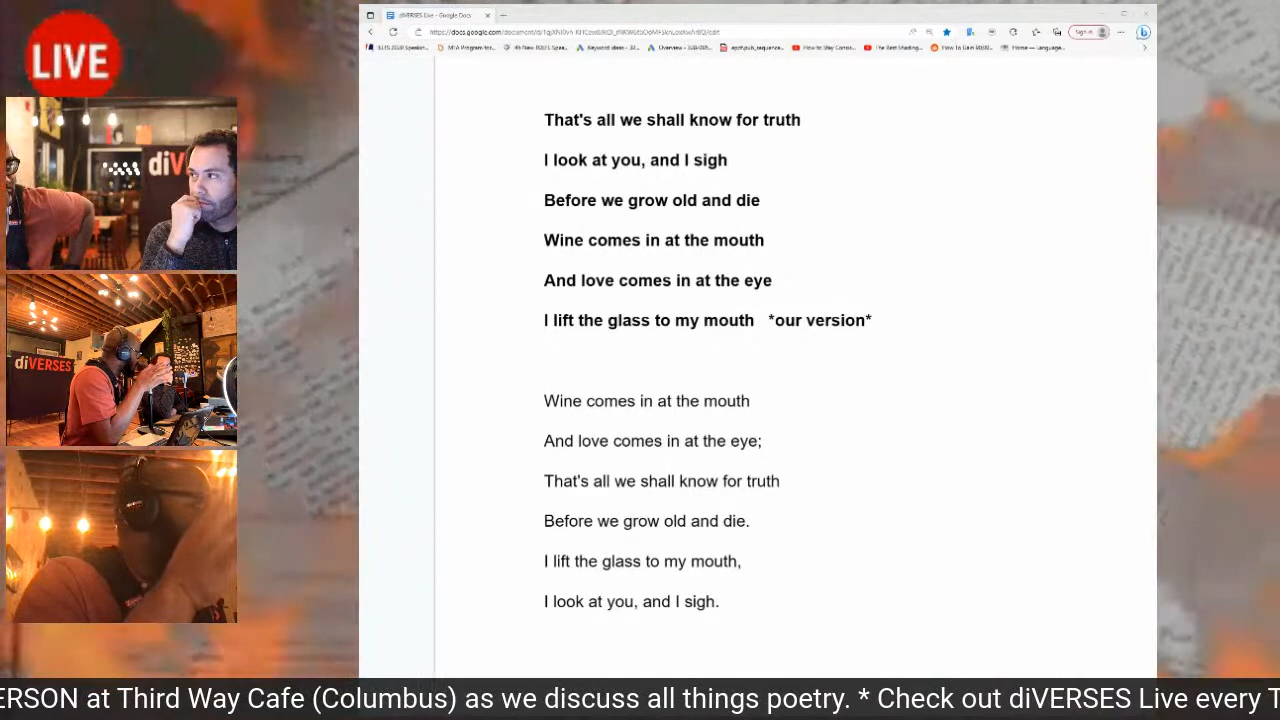 LIVE
diV
diVERSES
diVERSES Live - Google Docs
That's all we shall know for truth
I look at you, and I sigh
Before we grow old and die
Wine comes in at the mouth
And love comes in at the eye
I lift the glass to my mouth *our version*
Wine comes in at the mouth
And love comes in at the eye;
That's all we shall know for truth
Before we grow old and die.
I lift the glass to my mouth,
I look at you, and I sigh.
ERSON at Third Way Cafe (Columbus) as we discuss all things poetry. * Check out diVERSES Live every T